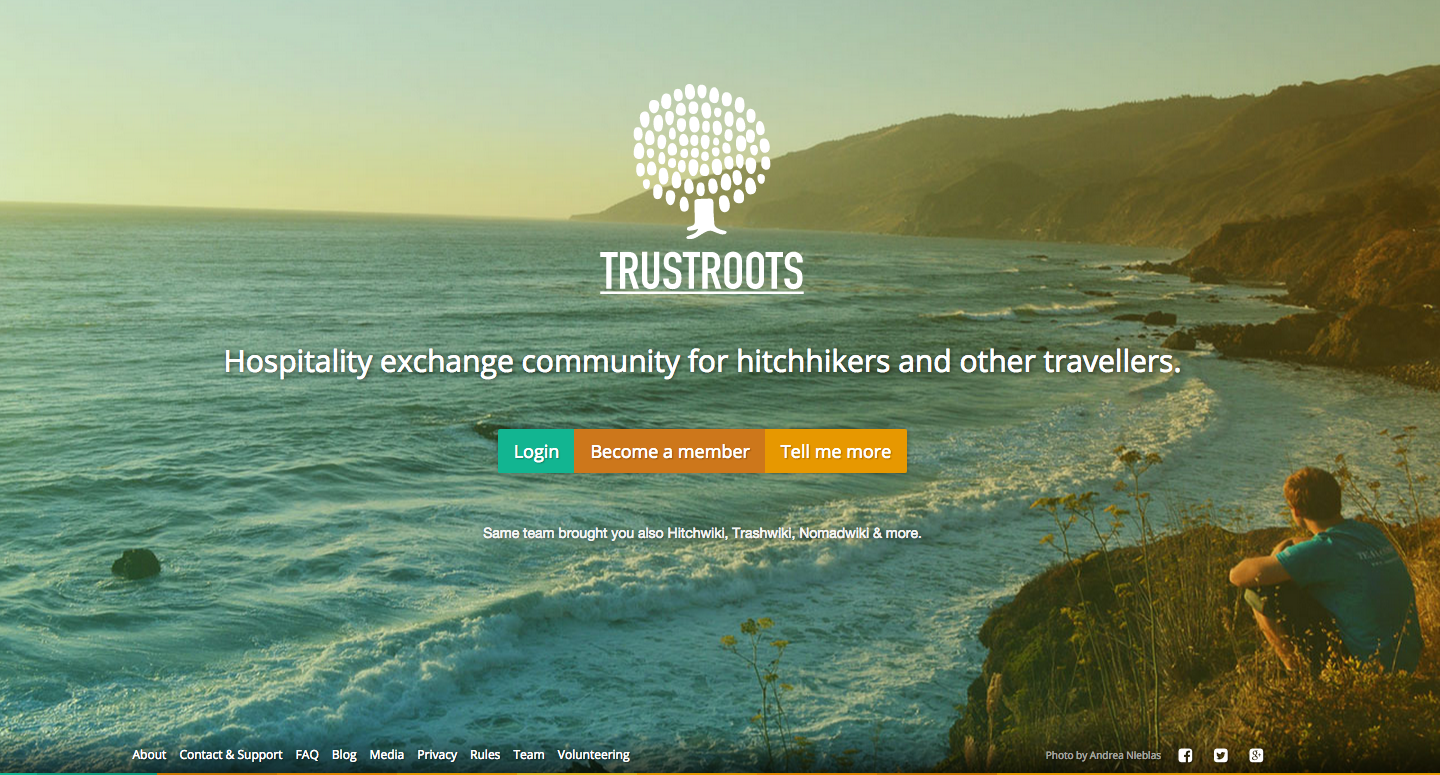 TRUSTROOTS
Hospitality exchange community for hitchhikers and other travellers.
Login Become a member Tell me more
Same team brought you also Hitchwiki, Trashwiki, Nomadwiki & more.
About Contact & Support FAQ Blog Media Privacy Rules Team Volunteering Photo by Andrea Nieblas